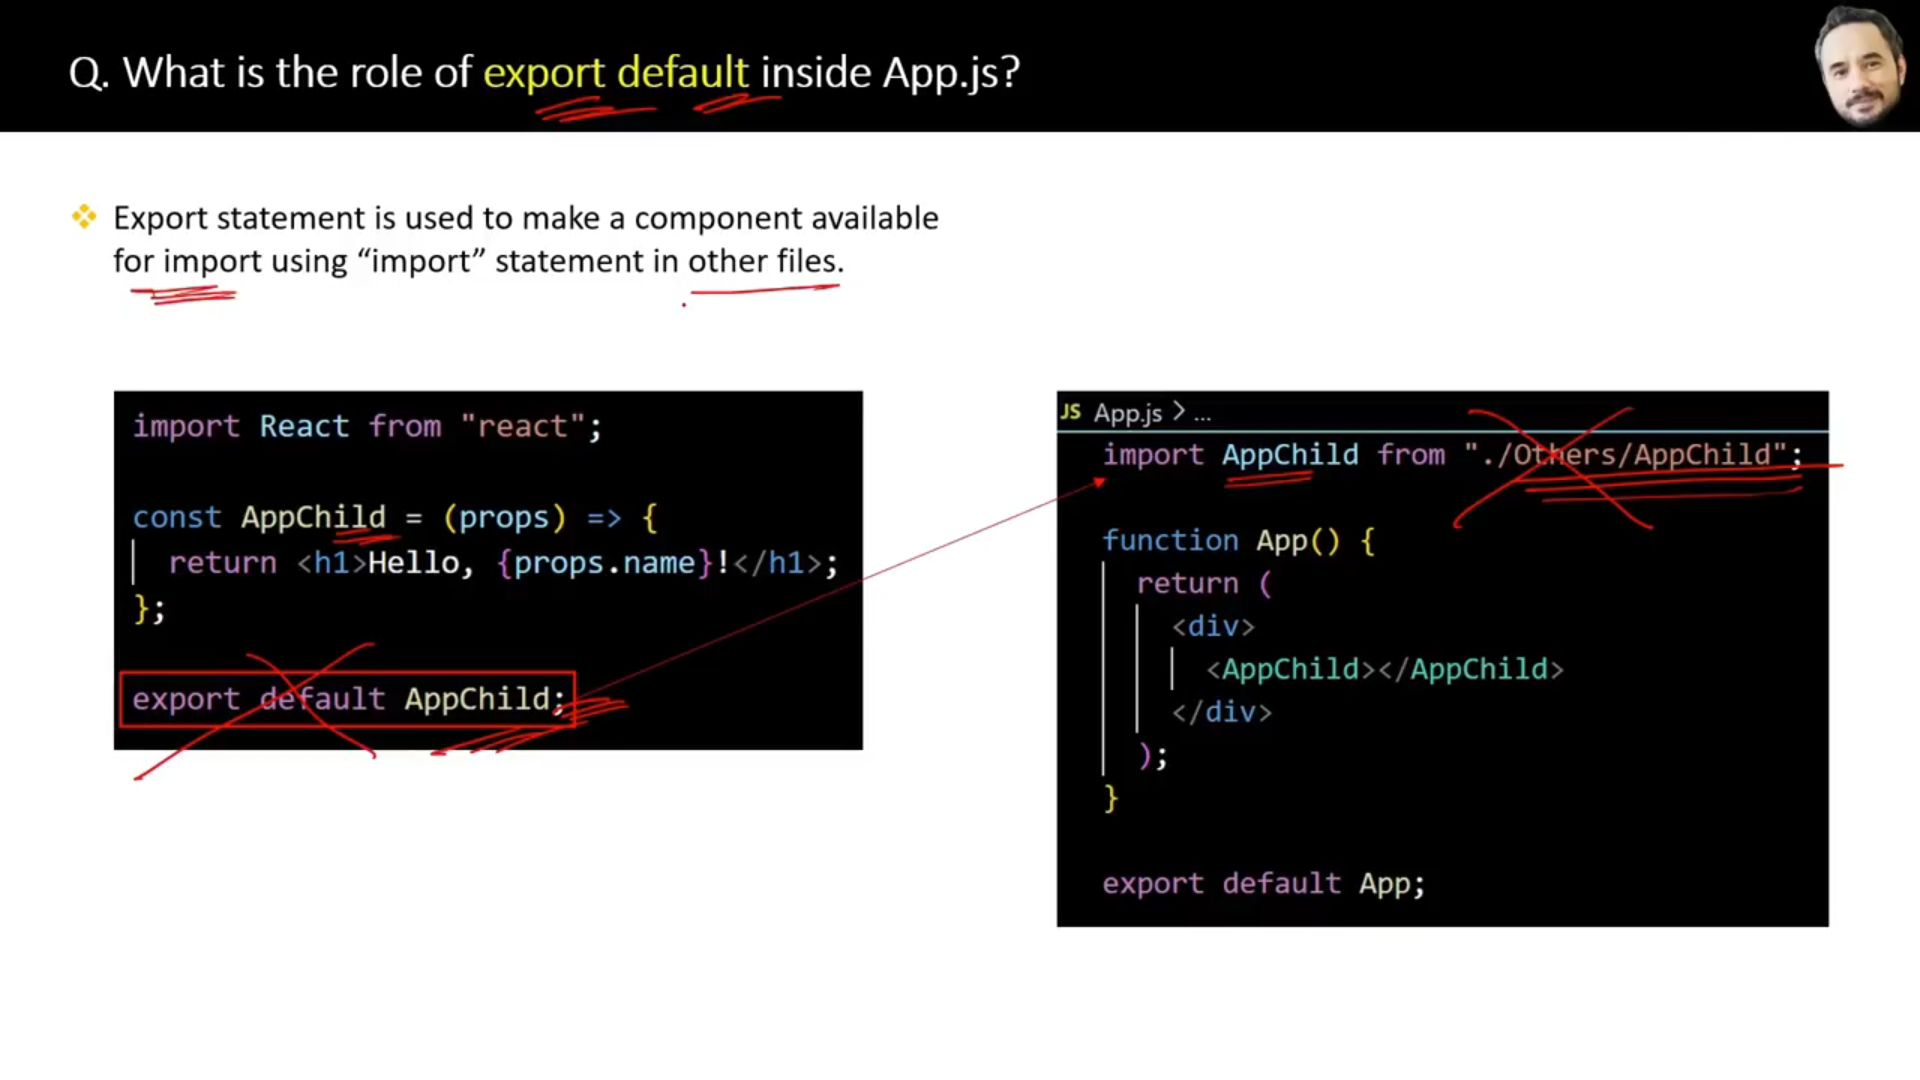 Q. What is the role of export default inside App.js?
Export statement is used to make a component available
for import using “import” statement in other files.
import React from "react";
const AppChild = (props) => {
return <h1>Hello, {props.name}!</h1>;
};
export default AppChild;
JS App.js > ...
import AppChild from "./Others/AppChild";
function App() {
return (
<div>
<AppChild></AppChild>
</div>
);
}
export default App;